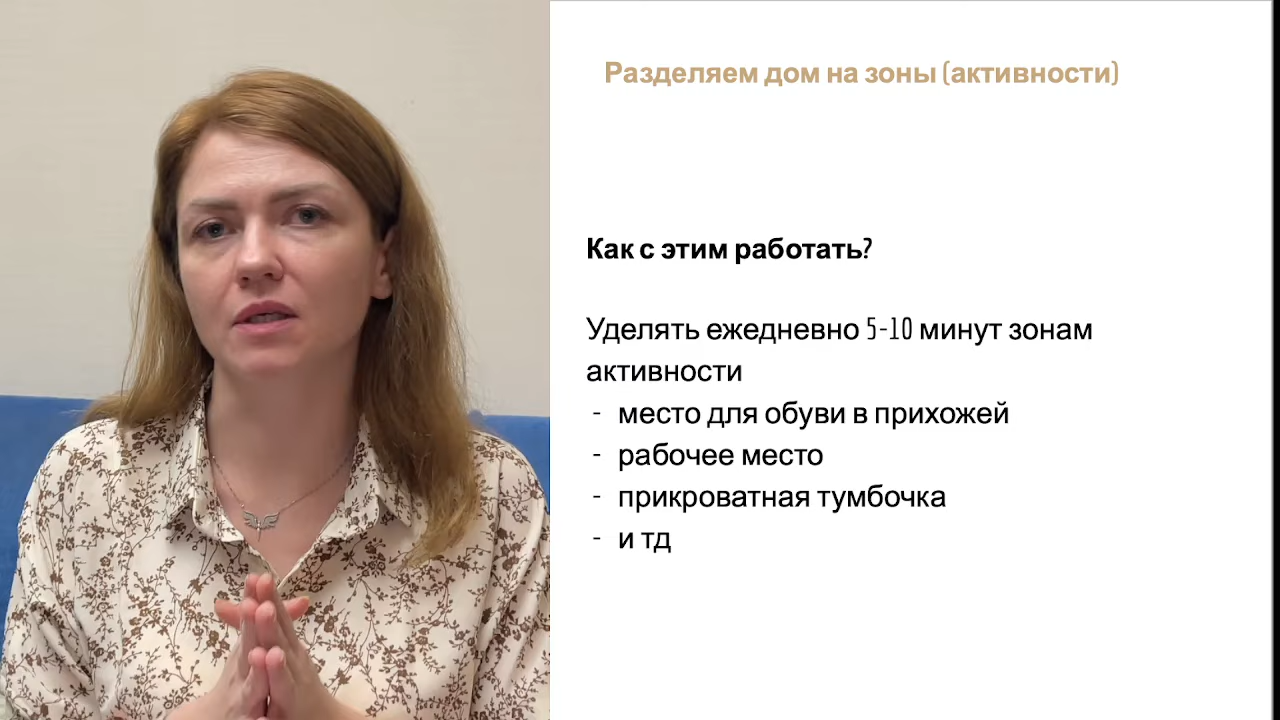 Разделяем дом на зоны (активности)
Как с этим работать?
Уделять ежедневно 5-10 минут зонам
активности
- место для обуви в прихожей
- рабочее место
- прикроватная тумбочка
- и тд